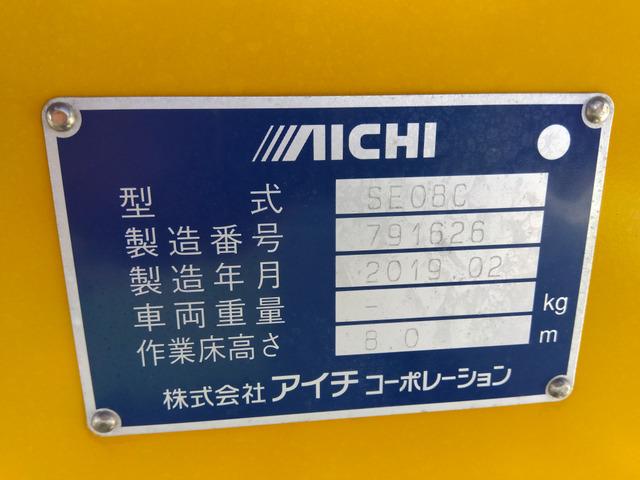 AICHI
型式 SE08C
製造番号 791626
製造年月 2019.02
車両重量 - kg
作業床高さ 8.0 m
株式会社 アイチ コーポレーション